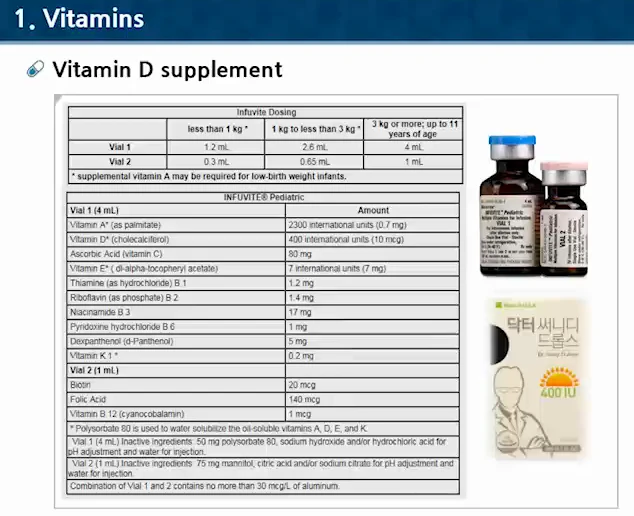 1. Vitamins
Vitamin D supplement
Infuvite Dosing
less than 1 kg * 1 kg to less than 3 kg * 3 kg or more; up to 11 years of age
Vial 1 1.2 mL 2.6 mL 4 mL
Vial 2 0.3 mL 0.65 mL 1 mL
* supplemental vitamin A may be required for low-birth weight infants.
INFUVITE® Pediatric
Vial 1 (4 mL) Amount
Vitamin A* (as palmitate) 2300 international units (0.7 mg)
Vitamin D* (cholecalciferol) 400 international units (10 mcg)
Ascorbic Acid (vitamin C) 80 mg
Vitamin E* ( dl-alpha-tocopheryl acetate) 7 international units (7 mg)
Thiamine (as hydrochloride) B 1 1.2 mg
Riboflavin (as phosphate) B 2 1.4 mg
Niacinamide B 3 17 mg
Pyridoxine hydrochloride B 6 1 mg
Dexpanthenol (d-Panthenol) 5 mg
Vitamin K 1 * 0.2 mg
Vial 2 (1 mL)
Biotin 20 mcg
Folic Acid 140 mcg
Vitamin B 12 (cyanocobalamin) 1 mcg
* Polysorbate 80 is used to water solubilize the oil-soluble vitamins A, D, E, and K.
Vial 1 (4 mL) Inactive ingredients: 50 mg polysorbate 80, sodium hydroxide and/or hydrochloric acid for
pH adjustment and water for injection.
Vial 2 (1 mL) Inactive ingredients: 75 mg mannitol, citric acid and/or sodium citrate for pH adjustment and
water for injection.
Combination of Vial 1 and 2 contains no more than 30 mcg/L of aluminum.
INFUVITE® Pediatric
VIAL 1
VIAL 2
닥터 써니디
드롭스
400 IU